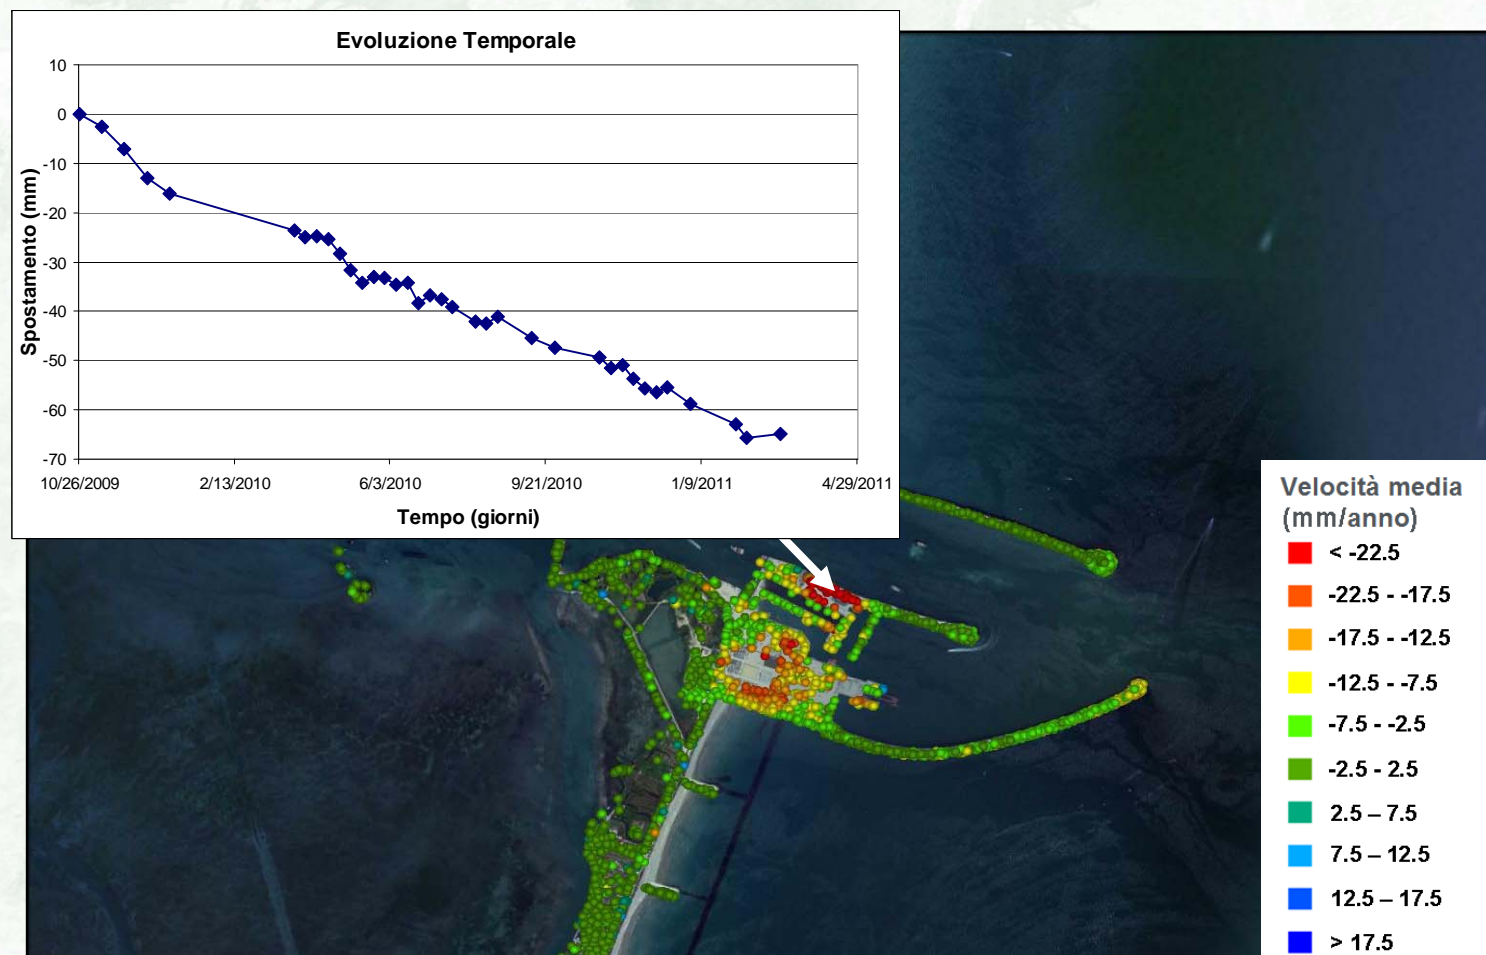 Evoluzione Temporale
10
0
-10
-20
-30
-40
-50
-60
-70
Spostamento (mm)
10/26/2009
2/13/2010
6/3/2010
9/21/2010
1/9/2011
4/29/2011
Tempo (giorni)
Velocità media
(mm/anno)
< -22.5
-22.5 - -17.5
-17.5 - -12.5
-12.5 - -7.5
-7.5 - -2.5
-2.5 - 2.5
2.5 – 7.5
7.5 – 12.5
12.5 – 17.5
> 17.5